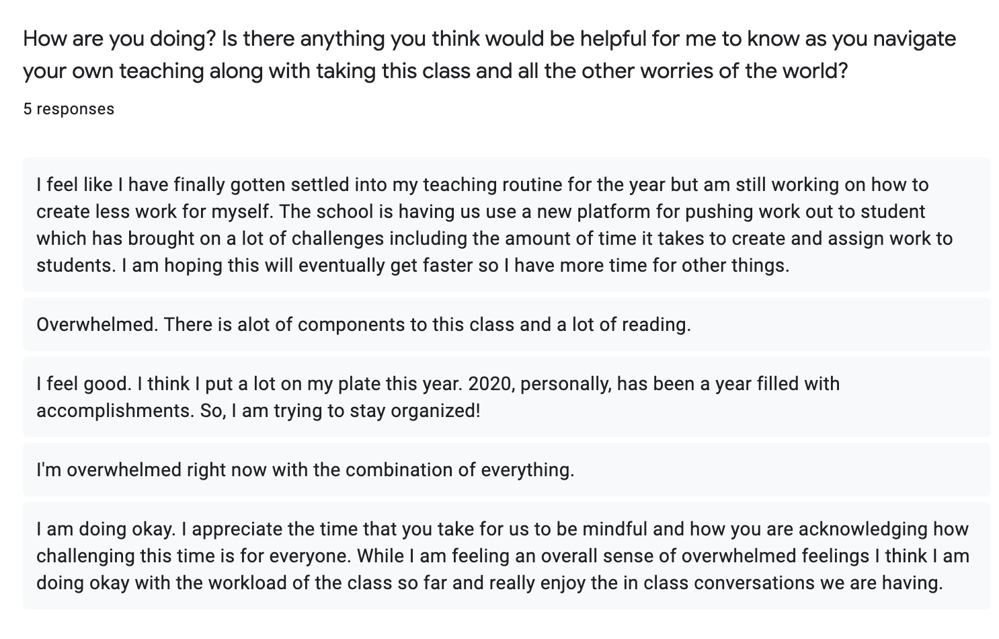 How are you doing? Is there anything you think would be helpful for me to know as you navigate
your own teaching along with taking this class and all the other worries of the world?
5 responses
I feel like I have finally gotten settled into my teaching routine for the year but am still working on how to
create less work for myself. The school is having us use a new platform for pushing work out to student
which has brought on a lot of challenges including the amount of time it takes to create and assign work to
students. I am hoping this will eventually get faster so I have more time for other things.
Overwhelmed. There is alot of components to this class and a lot of reading.
I feel good. I think I put a lot on my plate this year. 2020, personally, has been a year filled with
accomplishments. So, I am trying to stay organized!
I'm overwhelmed right now with the combination of everything.
I am doing okay. I appreciate the time that you take for us to be mindful and how you are acknowledging how
challenging this time is for everyone. While I am feeling an overall sense of overwhelmed feelings I think I am
doing okay with the workload of the class so far and really enjoy the in class conversations we are having.